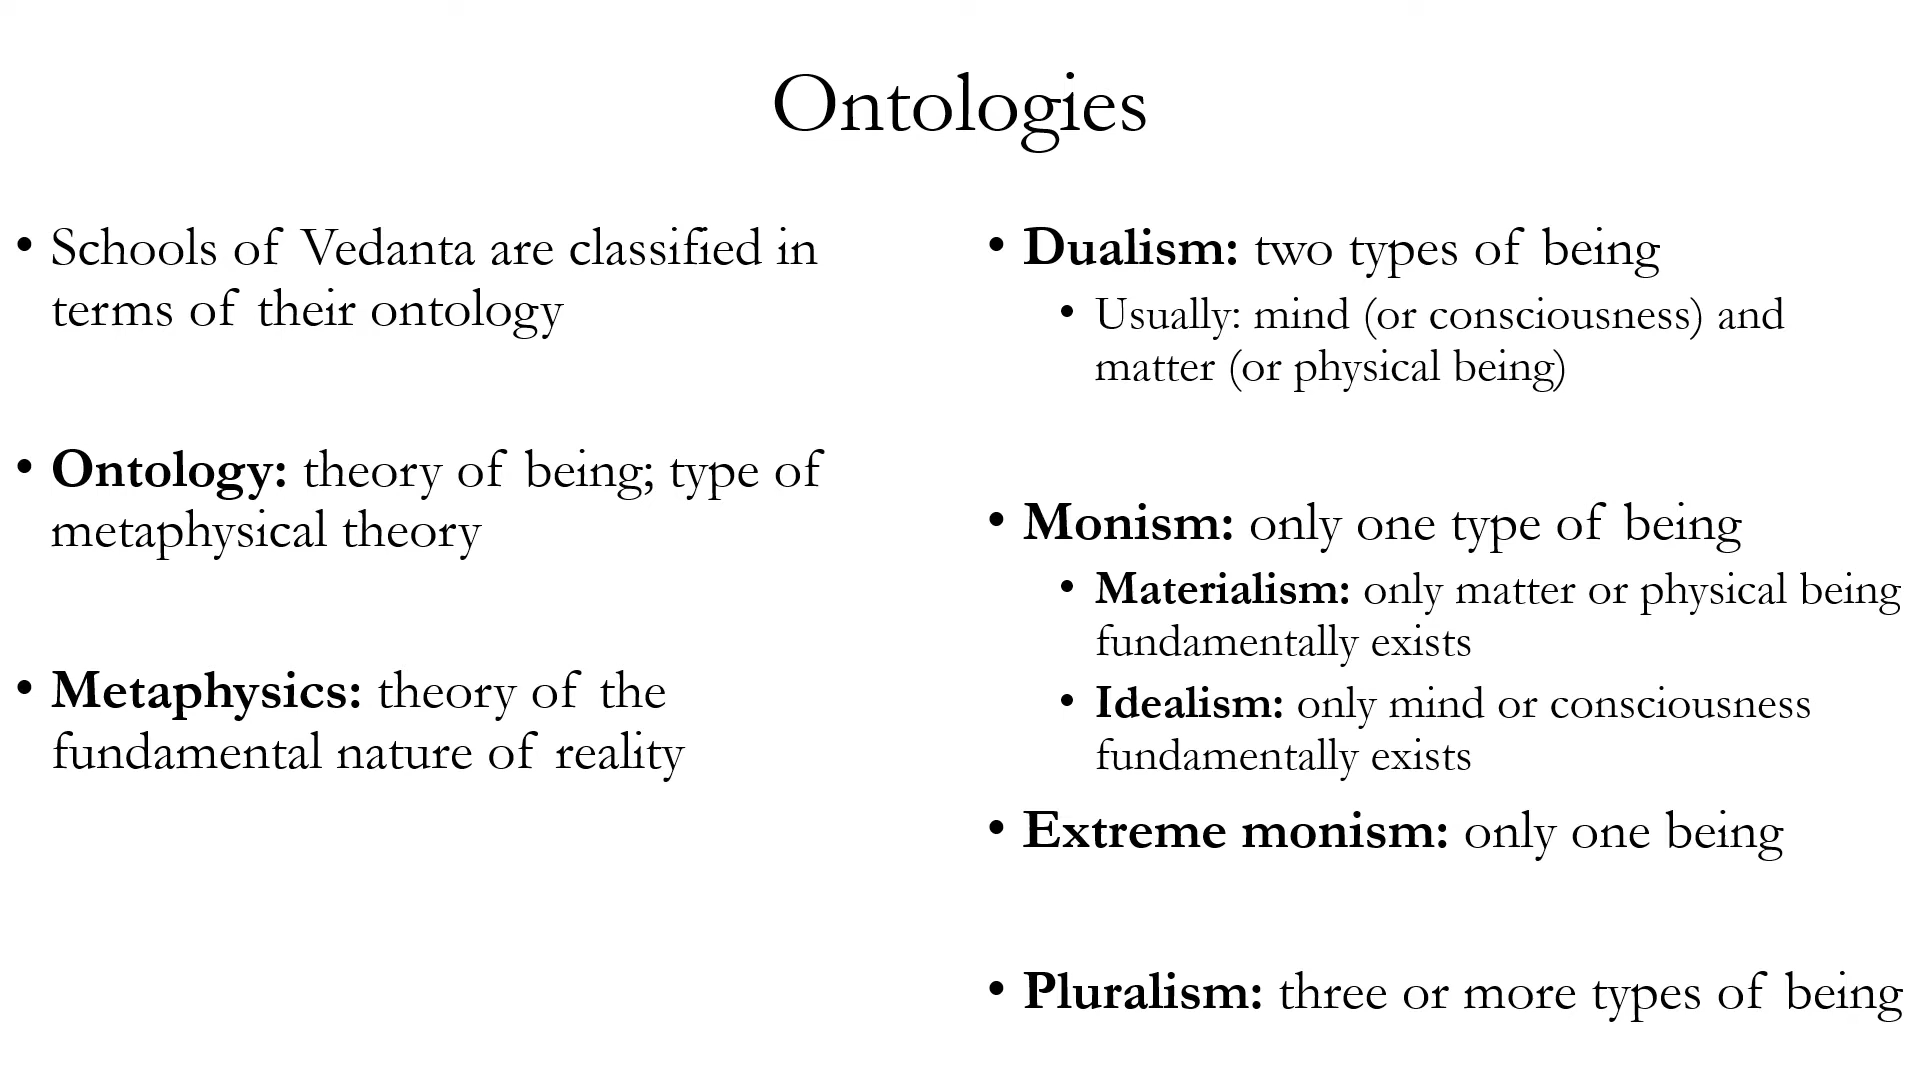 Ontologies
• Schools of Vedanta are classified in
terms of their ontology
• Ontology: theory of being; type of
metaphysical theory
• Metaphysics: theory of the
fundamental nature of reality
• Dualism: two types of being
• Usually: mind (or consciousness) and
matter (or physical being)
• Monism: only one type of being
• Materialism: only matter or physical being
fundamentally exists
• Idealism: only mind or consciousness
fundamentally exists
• Extreme monism: only one being
• Pluralism: three or more types of being